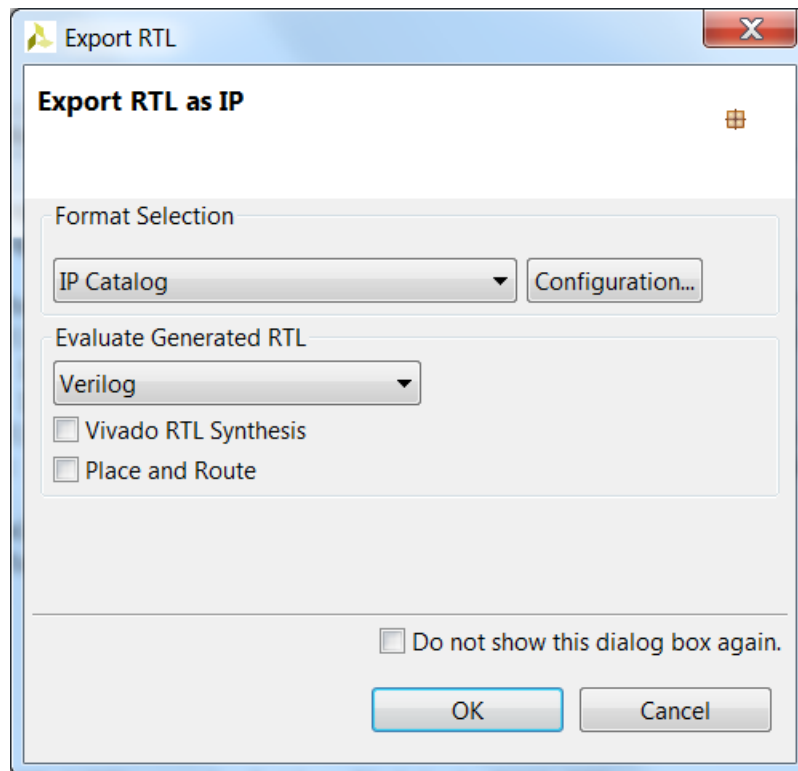 Export RTL
Export RTL as IP
Format Selection
IP Catalog Configuration...
Evaluate Generated RTL
Verilog
Vivado RTL Synthesis
Place and Route
Do not show this dialog box again.
OK Cancel